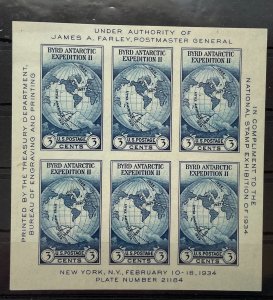 UNDER AUTHORITY OF
JAMES A. FARLEY, POSTMASTER GENERAL
PRINTED BY THE TREASURY DEPARTMENT,
BUREAU OF ENGRAVING AND PRINTING
IN COMPLIMENT TO THE
NATIONAL STAMP EXHIBITION OF 1934
BYRD ANTARCTIC
EXPEDITION II
U.S. POSTAGE
3 CENTS 3
BYRD ANTARCTIC
EXPEDITION II
U.S. POSTAGE
3 CENTS 3
BYRD ANTARCTIC
EXPEDITION II
U.S. POSTAGE
3 CENTS 3
BYRD ANTARCTIC
EXPEDITION II
U.S. POSTAGE
3 CENTS 3
BYRD ANTARCTIC
EXPEDITION II
U.S. POSTAGE
3 CENTS 3
BYRD ANTARCTIC
EXPEDITION II
U.S. POSTAGE
3 CENTS 3
NEW YORK, N.Y., FEBRUARY 10-18, 1934
PLATE NUMBER 21184